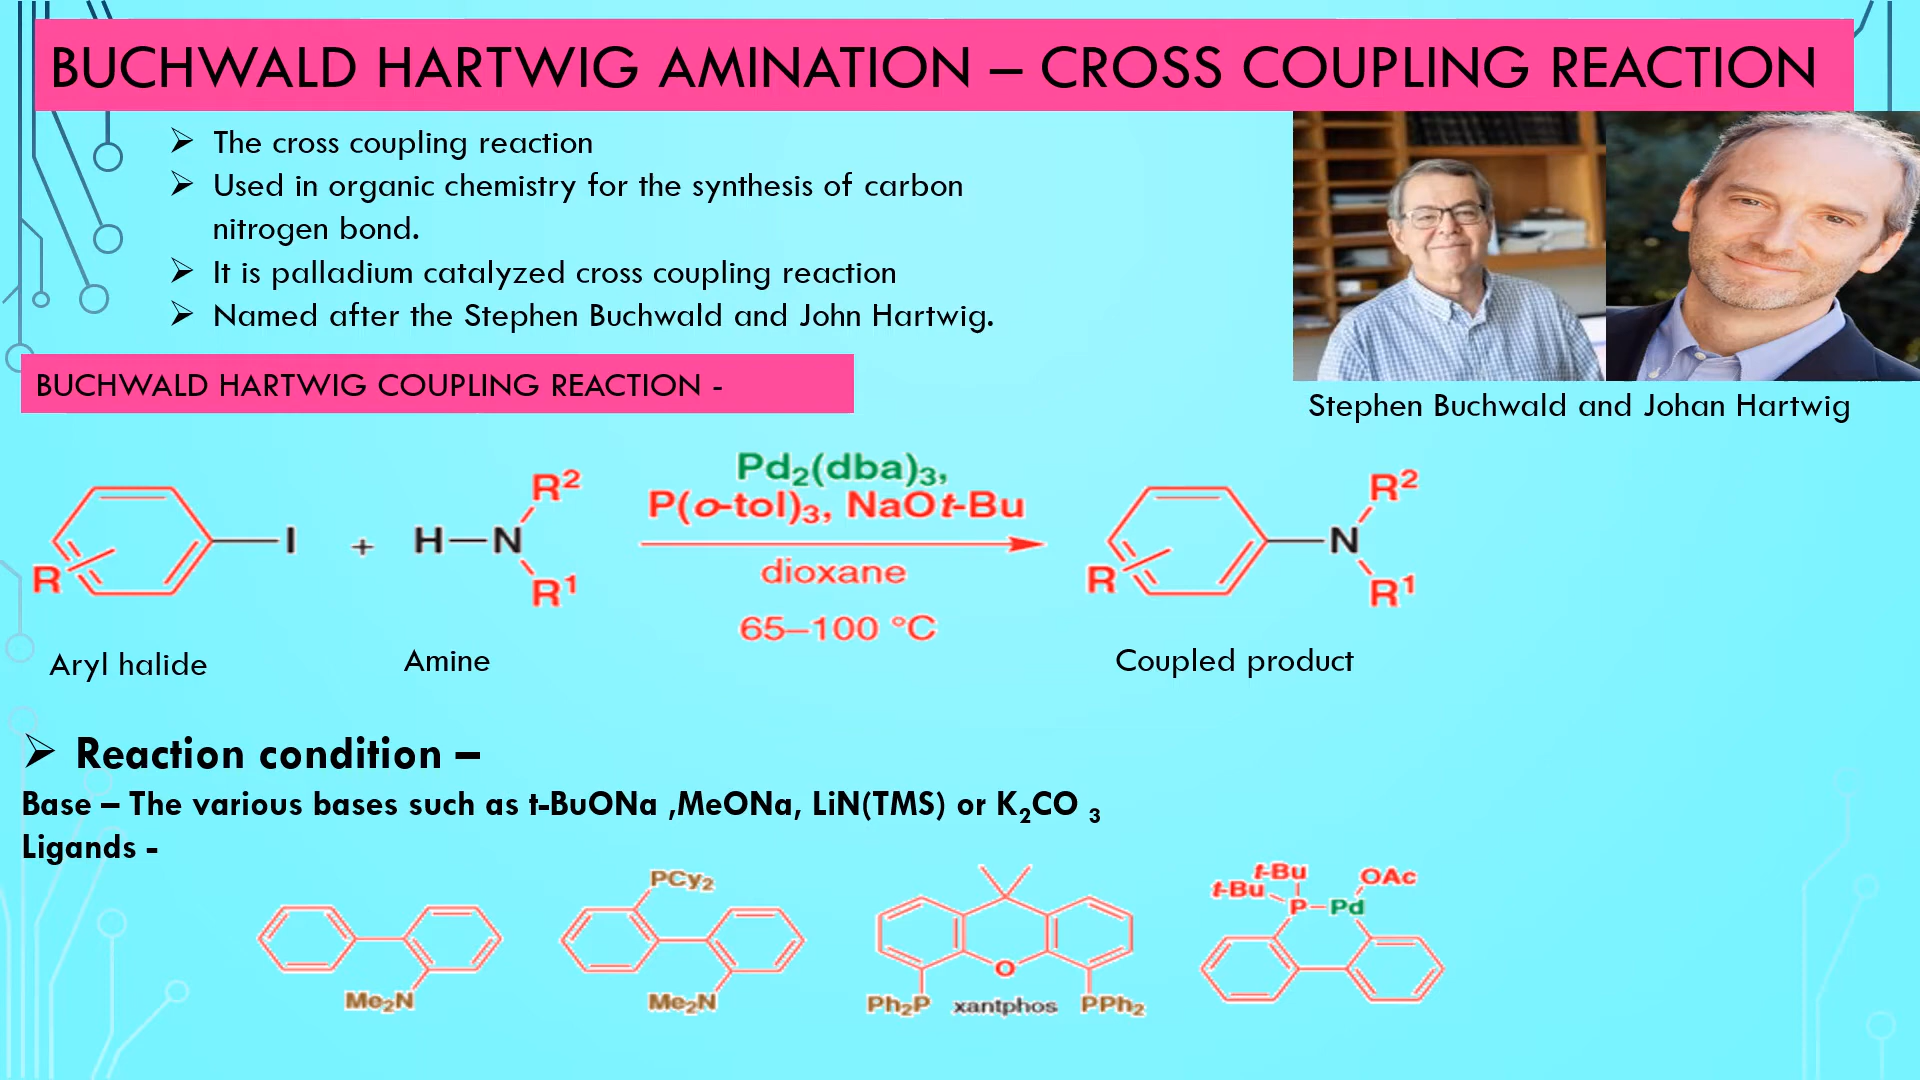 BUCHWALD HARTWIG AMINATION – CROSS COUPLING REACTION
➢ The cross coupling reaction
➢ Used in organic chemistry for the synthesis of carbon
nitrogen bond.
➢ It is palladium catalyzed cross coupling reaction
➢ Named after the Stephen Buchwald and John Hartwig.
Stephen Buchwald and Johan Hartwig
BUCHWALD HARTWIG COUPLING REACTION -
R
I
+
H—N
R²
R¹
Pd₂(dba)₃,
P(o-tol)₃, NaOt-Bu
dioxane
65–100 °C
R
N
R²
R¹
Aryl halide
Amine
Coupled product
➢ Reaction condition –
Base – The various bases such as t-BuONa ,MeONa, LiN(TMS) or K₂CO ₃
Ligands -
Me₂N
PCy₂
Me₂N
O
Ph₂P
xantphos
PPh₂
t-Bu
t-Bu
P–Pd
OAc